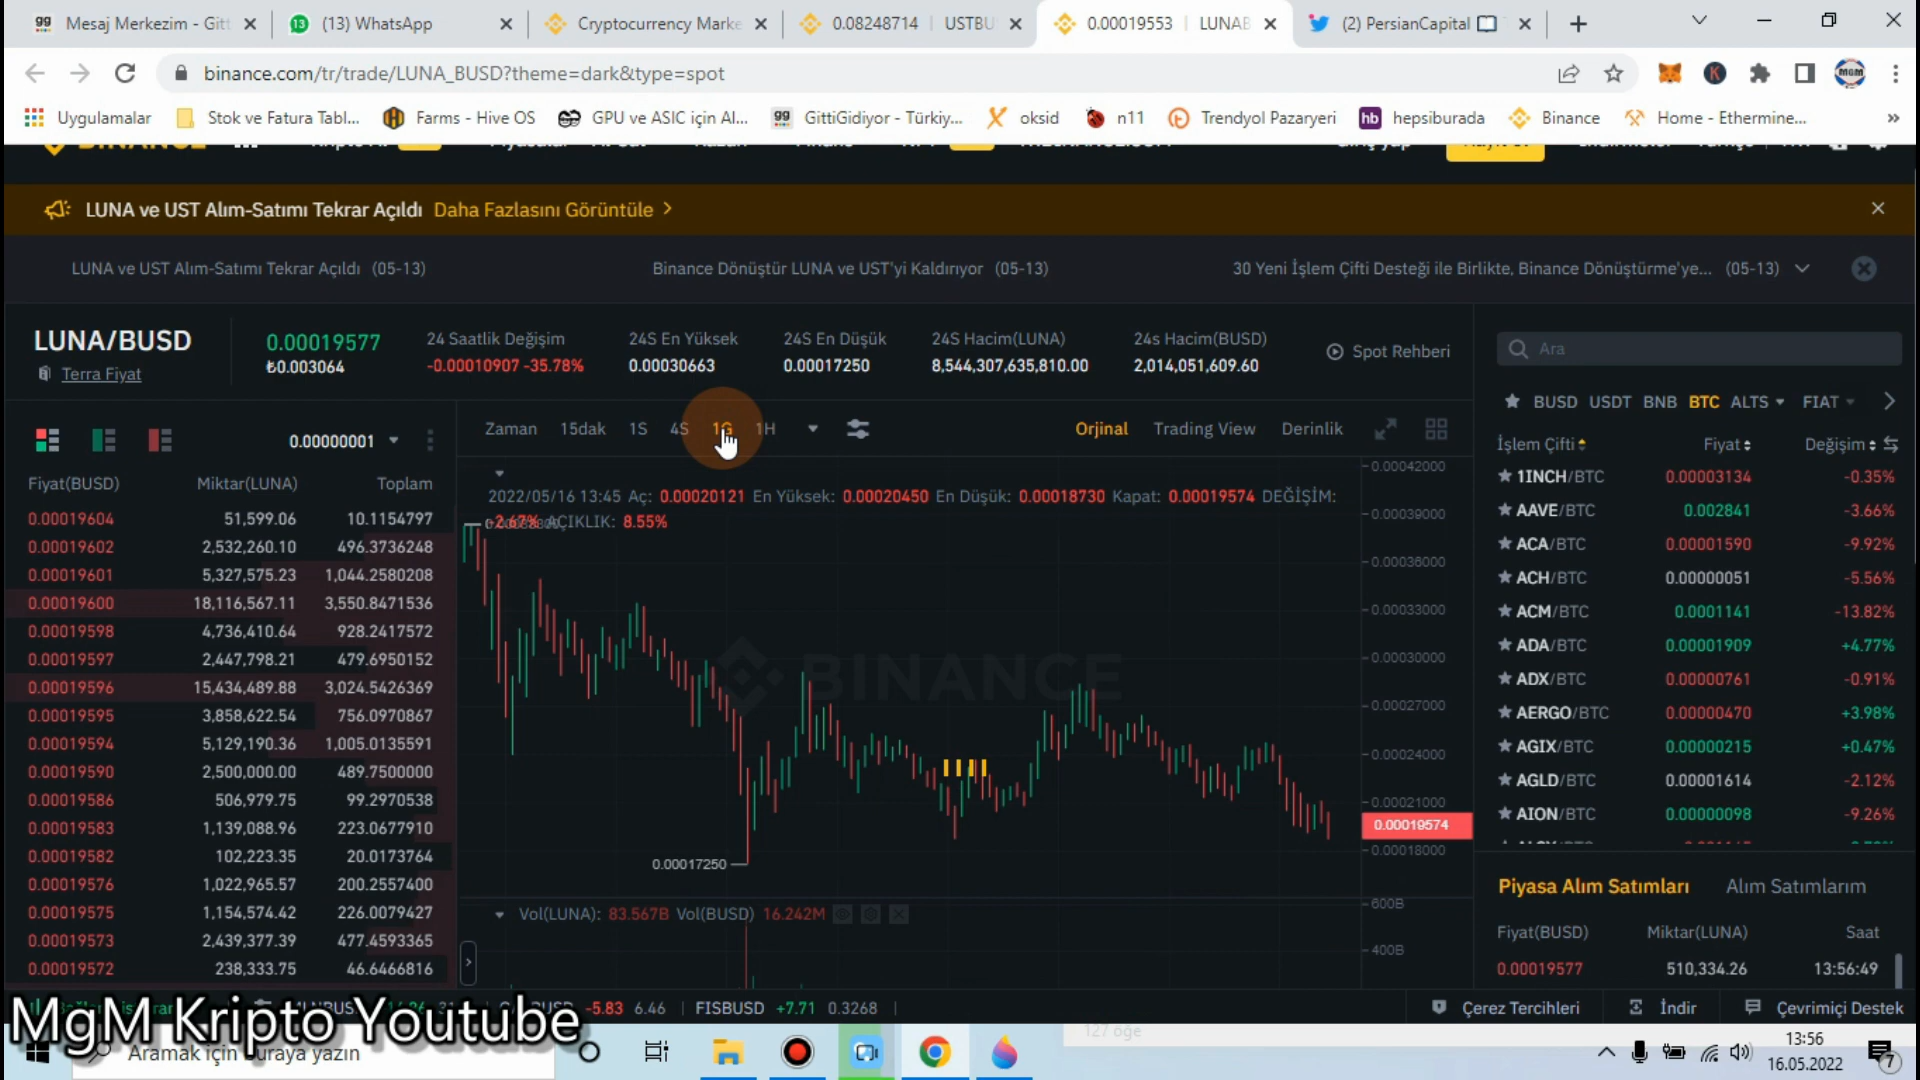 Mesaj Merkezim - Gitt
(13) WhatsApp
Cryptocurrency Marke
0.08248714 | USTBU
0.00019553 | LUNAB
(2) PersianCapital
binance.com/tr/trade/LUNA_BUSD?theme=dark&type=spot
Uygulamalar
Stok ve Fatura Tabl...
Farms - Hive OS
GPU ve ASIC için Al...
GittiGidiyor - Türkiy...
oksid
n11
Trendyol Pazaryeri
hepsiburada
Binance
Home - Ethermine...
LUNA ve UST Alım-Satımı Tekrar Açıldı Daha Fazlasını Görüntüle
LUNA ve UST Alım-Satımı Tekrar Açıldı (05-13)
Binance Dönüştür LUNA ve UST'yi Kaldırıyor (05-13)
30 Yeni İşlem Çifti Desteği ile Birlikte, Binance Dönüştürme'ye... (05-13)
LUNA/BUSD
Terra Fiyat
0.00019577
₺0.003064
24 Saatlik Değişim
-0.00010907 -35.78%
24S En Yüksek
0.00030663
24S En Düşük
0.00017250
24S Hacim(LUNA)
8,544,307,635,810.00
24s Hacim(BUSD)
2,014,051,609.60
Spot Rehberi
0.00000001
Fiyat(BUSD) Miktar(LUNA) Toplam
0.00019604 51,599.06 10.1154797
0.00019602 2,532,260.10 496.3736248
0.00019601 5,327,575.23 1,044.2580208
0.00019600 18,116,567.11 3,550.8471536
0.00019598 4,736,410.64 928.2417572
0.00019597 2,447,798.21 479.6950152
0.00019596 15,434,489.88 3,024.5426369
0.00019595 3,858,622.54 756.0970867
0.00019594 5,129,190.36 1,005.0135591
0.00019590 2,500,000.00 489.7500000
0.00019586 506,979.75 99.2970538
0.00019583 1,139,088.96 223.0677910
0.00019582 102,223.35 20.0173764
0.00019576 1,022,965.57 200.2557400
0.00019575 1,154,574.42 226.0079427
0.00019573 2,439,377.39 477.4593365
0.00019572 238,333.75 46.6466816
Zaman 15dak 1S 4S 1G 1H
Orjinal Trading View Derinlik
2022/05/16 13:45 Aç: 0.00020121 En Yüksek: 0.00020450 En Düşük: 0.00018730 Kapat: 0.00019574 DEĞİŞİM:
-2.67% AÇIKLIK: 8.55%
BINANCE
0.00042000
0.00039000
0.00036000
0.00033000
0.00030000
0.00027000
0.00024000
0.00021000
0.00019574
0.00018000
0.00017250
Vol(LUNA): 83.567B Vol(BUSD) 16.242M
600B
400B
Ara
BUSD USDT BNB BTC ALTS FIAT
İşlem Çifti Fiyat Değişim
1INCH/BTC 0.00003134 -0.35%
AAVE/BTC 0.002841 -3.66%
ACA/BTC 0.00001590 -9.92%
ACH/BTC 0.00000051 -5.56%
ACM/BTC 0.0001141 -13.82%
ADA/BTC 0.00001909 +4.77%
ADX/BTC 0.00000761 -0.91%
AERGO/BTC 0.00000470 +3.98%
AGIX/BTC 0.00000215 +0.47%
AGLD/BTC 0.00001614 -2.12%
AION/BTC 0.00000098 -9.26%
Piyasa Alım Satımları Alım Satımlarım
Fiyat(BUSD) Miktar(LUNA) Saat
0.00019577 510,334.26 13:56:49
-5.83 6.46 | FISBUSD +7.71 0.3268
Çerez Tercihleri İndir Çevrimiçi Destek
MgM Kripto Youtube
Aramak için buraya yazın
127 öğe
13:56
16.05.2022
7